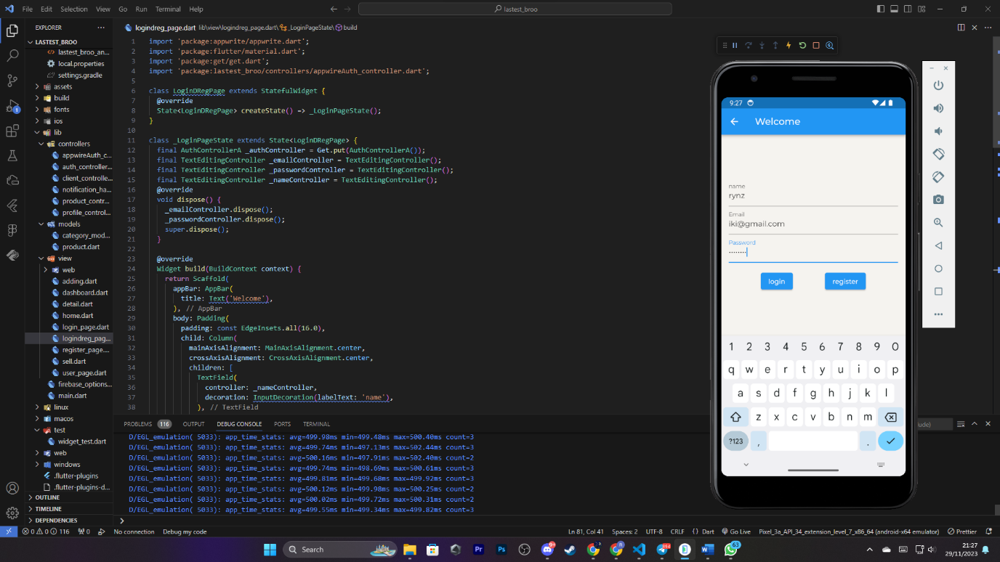 File Edit Selection View Go Run Terminal Help
lastest_broo
EXPLORER
LASTEST_BROO
lastest_broo_an...
local.properties
settings.gradle
assets
build
fonts
ios
lib
controllers
appwireAuth_c...
auth_controller...
client_controlle...
notification_ha...
product_contr...
profile_control...
models
category_mod...
product.dart
view
web
adding.dart
dashboard.dart
detail.dart
home.dart
login_page.dart
logindreg_pag...
register_page....
sell.dart
user_page.dart
firebase_options...
main.dart
linux
macos
test
widget_test.dart
web
windows
.flutter-plugins
.flutter-plugins-d...
OUTLINE
TIMELINE
DEPENDENCIES
1
logindreg_page.dart lib\view\logindreg_page.dart\_LoginPageState\build
1 import 'package:appwrite/appwrite.dart';
2 import 'package:flutter/material.dart';
3 import 'package:get/get.dart';
4 import 'package:lastest_broo/controllers/appwireAuth_controller.dart';
5
6 class LoginDRegPage extends StatefulWidget {
7 @override
8 State<LoginDRegPage> createState() => _LoginPageState();
9 }
10
11 class _LoginPageState extends State<LoginDRegPage> {
12 final AuthControllerA _authController = Get.put(AuthControllerA());
13 final TextEditingController _emailController = TextEditingController();
14 final TextEditingController _passwordController = TextEditingController();
15 final TextEditingController _nameController = TextEditingController();
16 @override
17 void dispose() {
18 _emailController.dispose();
19 _passwordController.dispose();
20 super.dispose();
21 }
22
23 @override
24 Widget build(BuildContext context) {
25 return Scaffold(
26 appBar: AppBar(
27 title: Text('Welcome'),
28 ), // AppBar
29 body: Padding(
30 padding: const EdgeInsets.all(16.0),
31 child: Column(
32 mainAxisAlignment: MainAxisAlignment.center,
33 crossAxisAlignment: CrossAxisAlignment.center,
34 children: [
35 TextField(
36 controller: _nameController,
37 decoration: InputDecoration(labelText: 'name'),
38 ), // TextField
PROBLEMS 116 OUTPUT DEBUG CONSOLE PORTS TERMINAL
D/EGL_emulation( 5033): app_time_stats: avg=499.98ms min=499.48ms max=500.40ms count=3
D/EGL_emulation( 5033): app_time_stats: avg=499.74ms min=497.13ms max=502.44ms count=3
D/EGL_emulation( 5033): app_time_stats: avg=500.16ms min=497.91ms max=502.40ms count=2
D/EGL_emulation( 5033): app_time_stats: avg=499.74ms min=498.69ms max=500.61ms count=3
D/EGL_emulation( 5033): app_time_stats: avg=499.81ms min=499.68ms max=499.92ms count=3
D/EGL_emulation( 5033): app_time_stats: avg=500.12ms min=499.98ms max=500.25ms count=2
D/EGL_emulation( 5033): app_time_stats: avg=500.02ms min=499.72ms max=500.31ms count=2
D/EGL_emulation( 5033): app_time_stats: avg=499.55ms min=499.34ms max=499.82ms count=3
9:27
Welcome
name
rynz
Email
iki@gmail.com
Password
••••••••
login register
1 2 3 4 5 6 7 8 9 0
q w e r t y u i o p
a s d f g h j k l
z x c v b n m
?123 , .
0 0 116 0 No connection Debug my code Ln 81, Col 41 Spaces: 2 UTF-8 CRLF {} Dart Go Live Pixel_3a_API_34_extension_level_7_x86_64 (android-x64 emulator) Prettier
Search
Pr Ps 63
21:27
29/11/2023